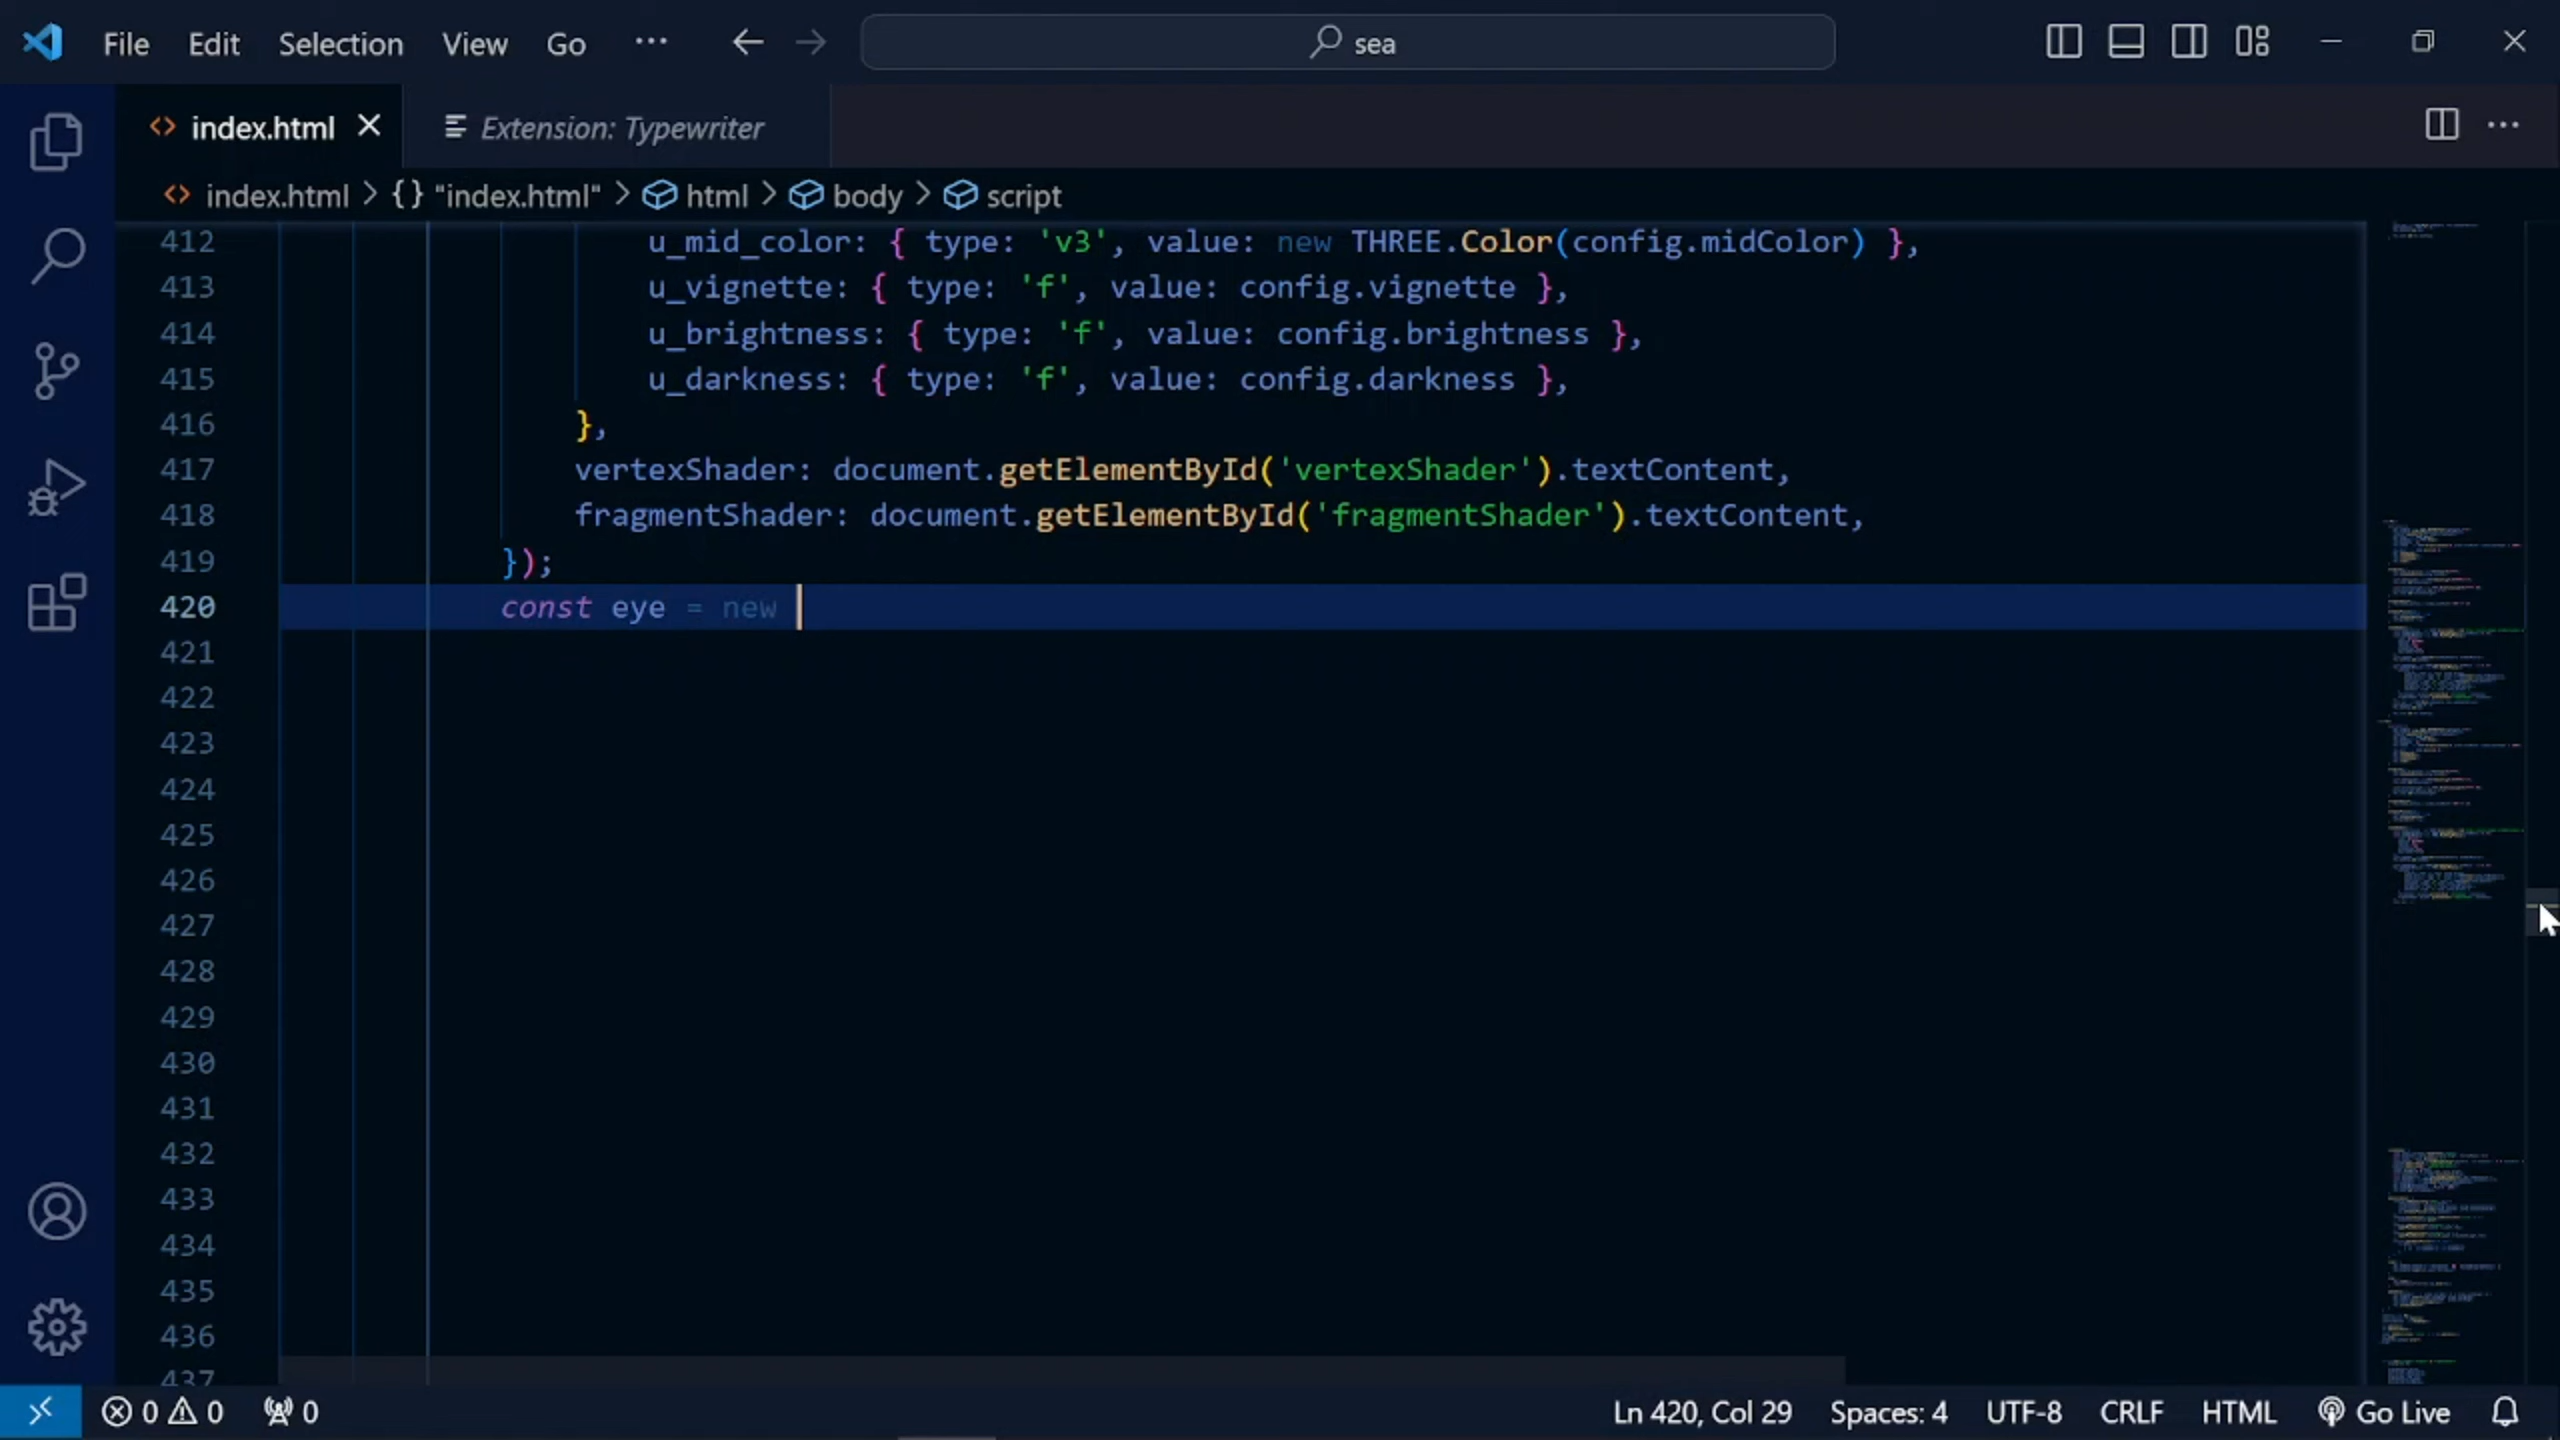 File Edit Selection View Go ··· sea
index.html Extension: Typewriter
index.html > {} "index.html" > html > body > script
412 u_mid_color: { type: 'v3', value: new THREE.Color(config.midColor) },
413 u_vignette: { type: 'f', value: config.vignette },
414 u_brightness: { type: 'f', value: config.brightness },
415 u_darkness: { type: 'f', value: config.darkness },
416 },
417 vertexShader: document.getElementById('vertexShader').textContent,
418 fragmentShader: document.getElementById('fragmentShader').textContent,
419 });
420 const eye = new
421
422
423
424
425
426
427
428
429
430
431
432
433
434
435
436
437
0 0 0 Ln 420, Col 29 Spaces: 4 UTF-8 CRLF HTML Go Live